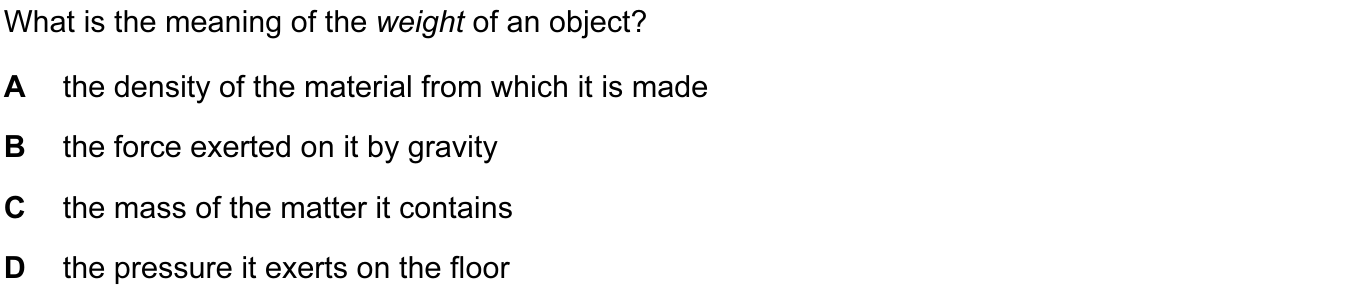 What is the meaning of the weight of an object?
A the density of the material from which it is made
B the force exerted on it by gravity
C the mass of the matter it contains
D the pressure it exerts on the floor